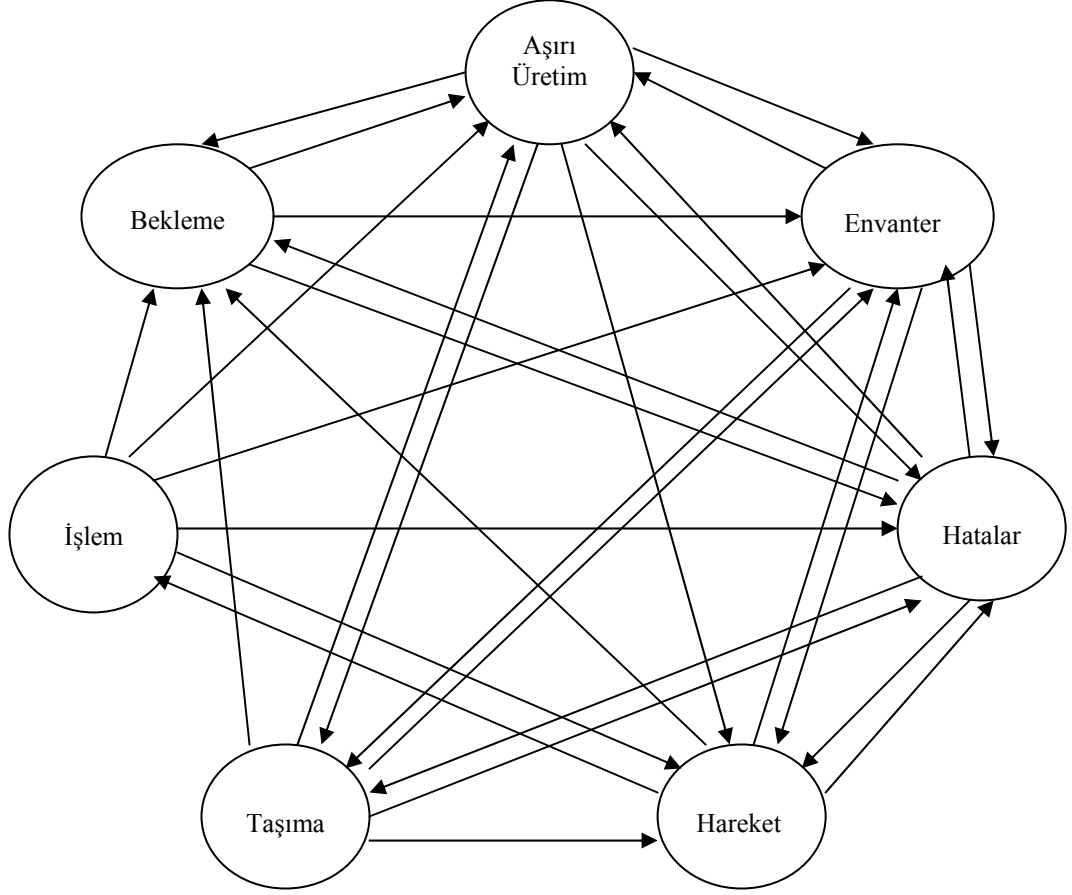 Aşırı
Üretim
Bekleme
Envanter
İşlem
Hatalar
Taşıma
Hareket